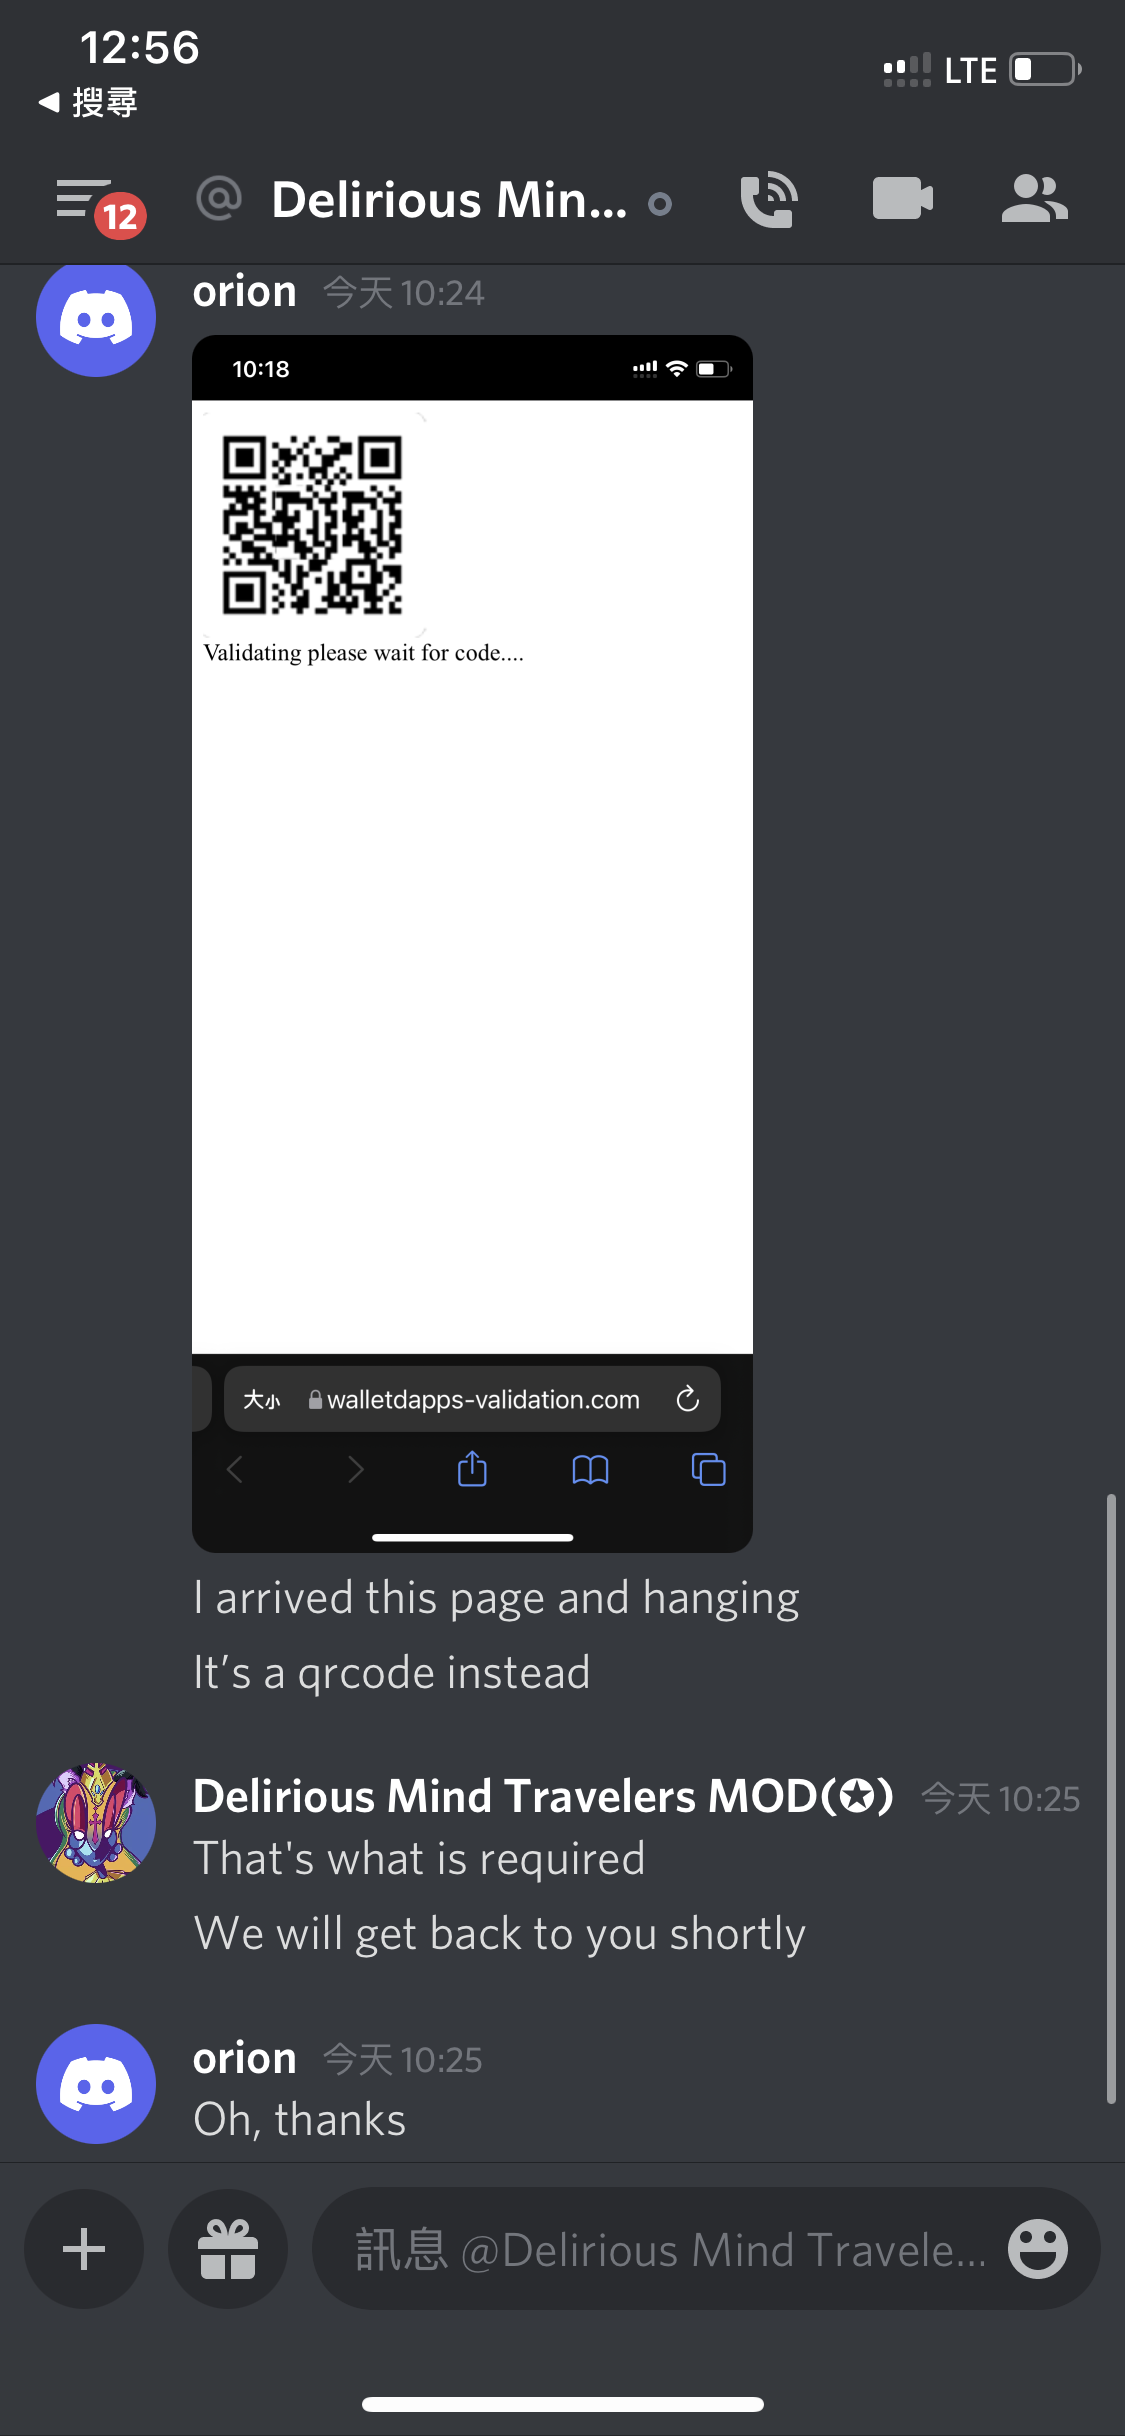 12:56
搜尋
LTE
12
Delirious Min...
orion 今天 10:24
10:18
Validating please wait for code....
大小 walletdapps-validation.com
I arrived this page and hanging
It’s a qrcode instead
Delirious Mind Travelers MOD(✪) 今天 10:25
That's what is required
We will get back to you shortly
orion 今天 10:25
Oh, thanks
訊息 @Delirious Mind Travele...